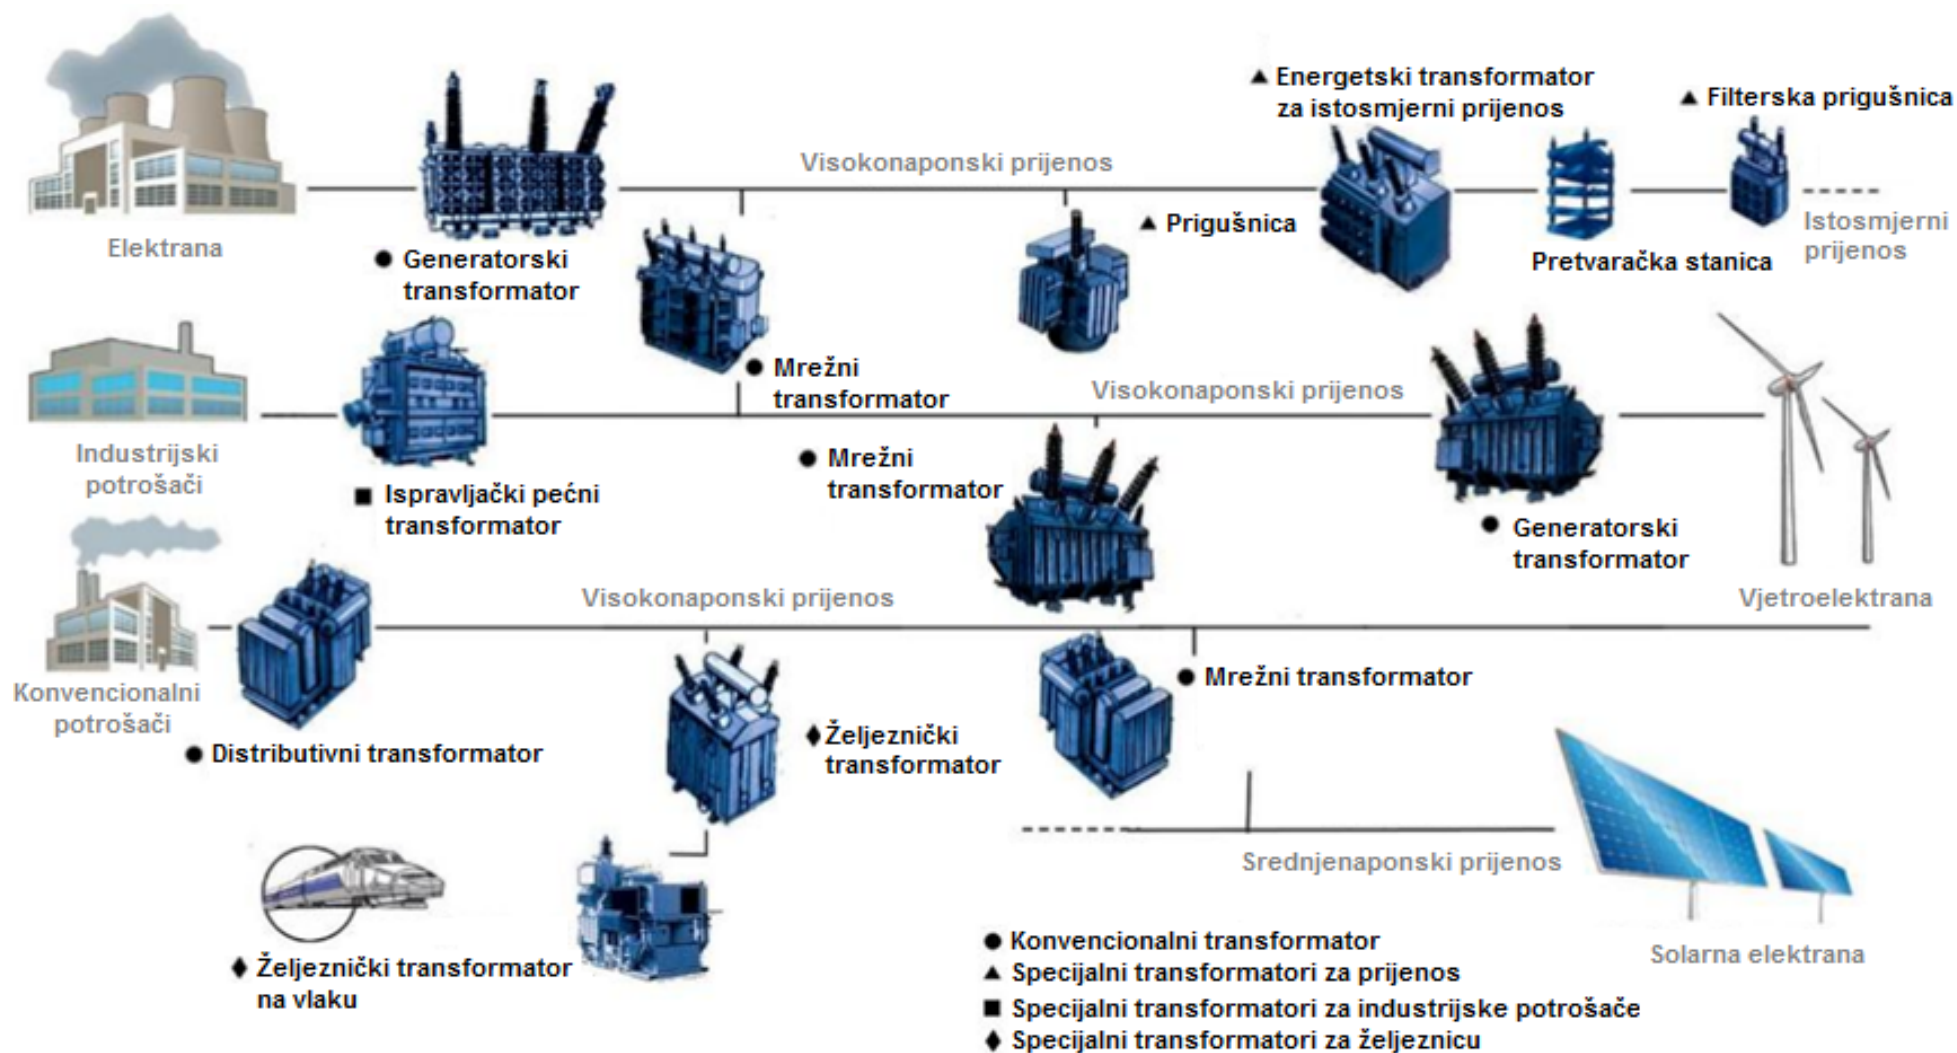 ▲ Energetski transformator
za istosmjerni prijenos
▲ Filterska prigušnica
Visokonaponski prijenos
Elektrana
● Generatorski
transformator
▲ Prigušnica
Pretvaračka stanica
Istosmjerni
prijenos
● Mrežni
transformator
Visokonaponski prijenos
Industrijski
potrošači
■ Ispravljački pećni
transformator
● Mrežni
transformator
● Generatorski
transformator
Visokonaponski prijenos
Vjetroelektrana
Konvencionalni
potrošači
● Distributivni transformator
♦ Željeznički
transformator
● Mrežni transformator
Srednjenaponski prijenos
Solarna elektrana
♦ Željeznički transformator
na vlaku
● Konvencionalni transformator
▲ Specijalni transformatori za prijenos
■ Specijalni transformatori za industrijske potrošače
♦ Specijalni transformatori za željeznicu